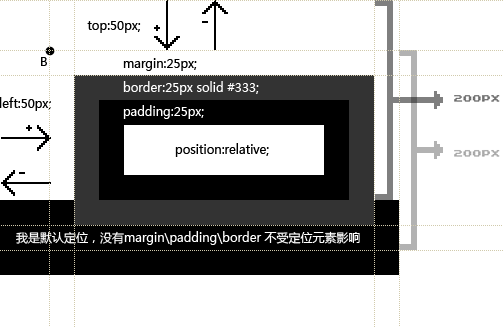 top:50px;
+
-
B
margin:25px;
border:25px solid #333;
left:50px;
padding:25px;
200PX
+
position:relative;
200PX
-
我是默认定位，没有margin\padding\border 不受定位元素影响